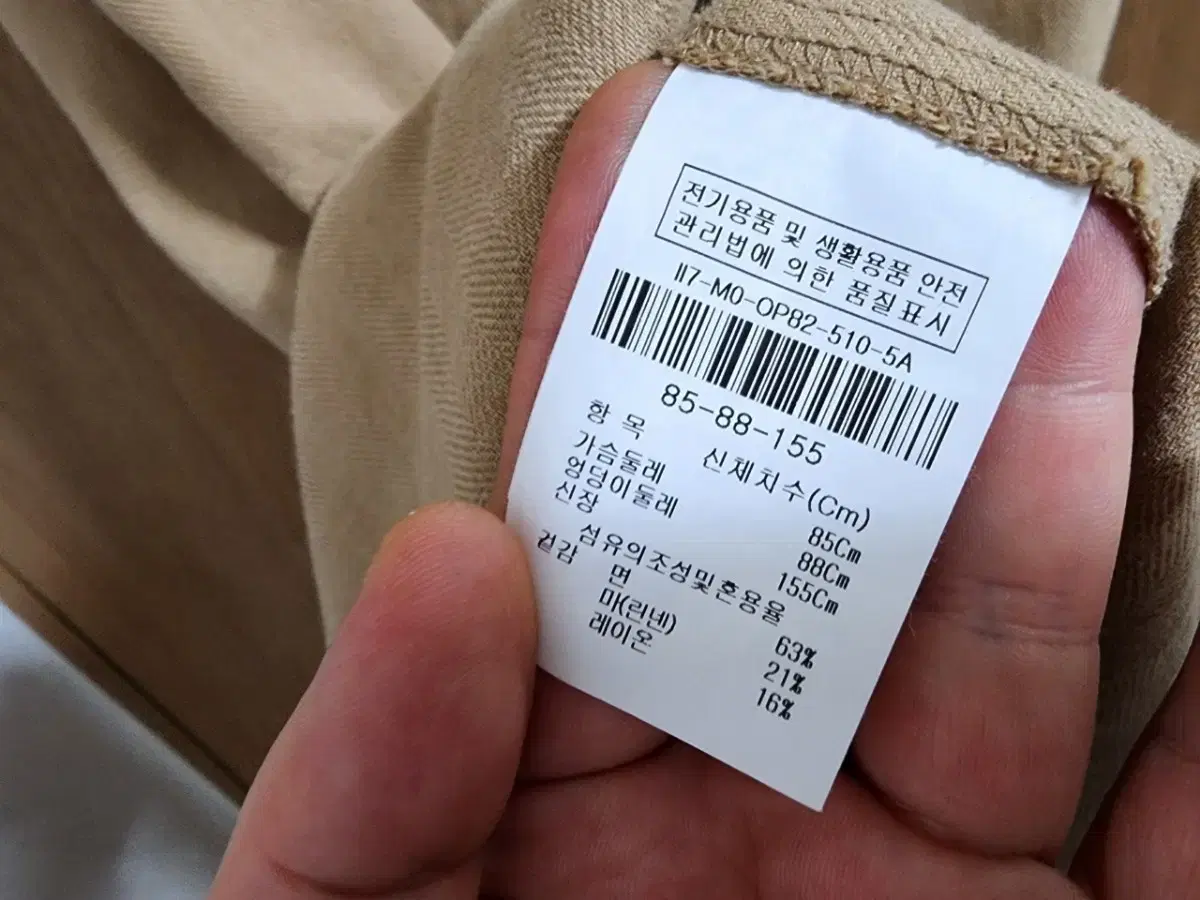 전기용품 및 생활용품 안전
관리법에 의한 품질표시
II7-M0-OP82-510-5A
85-88-155
항 목 신체치수(Cm)
가슴둘레 85Cm
엉덩이둘레 88Cm
신장 155Cm
섬유의조성및혼용율
겉감 면 63%
마(린넨) 21%
레이온 16%